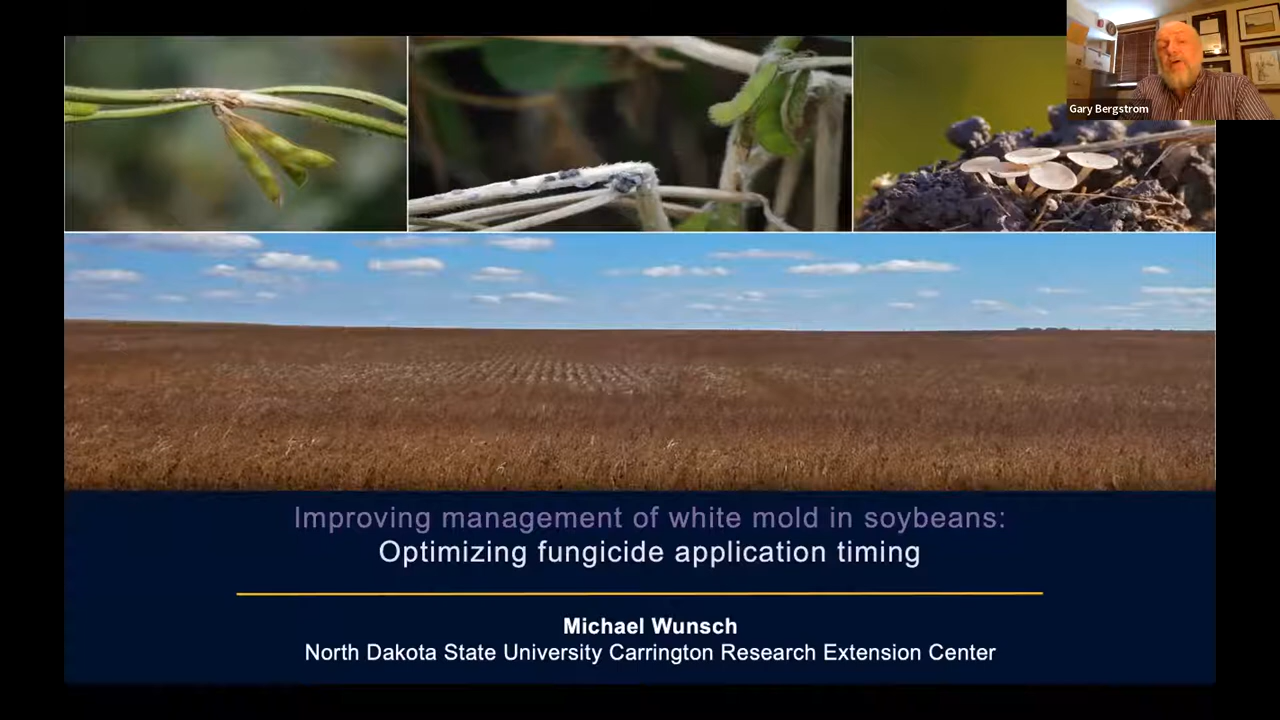 Gary Bergstrom
Improving management of white mold in soybeans:
Optimizing fungicide application timing
Michael Wunsch
North Dakota State University Carrington Research Extension Center